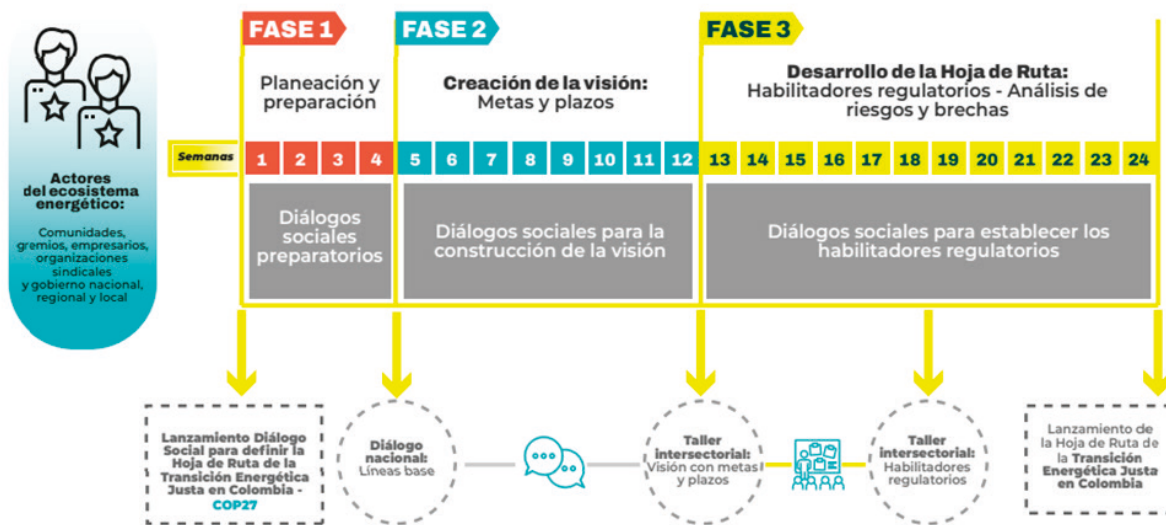 Actores
del ecosistema
energético:
Comunidades,
gremios, empresarios,
organizaciones
sindicales
y gobierno nacional,
regional y local
FASE 1
Planeación y
preparación
FASE 2
Creación de la visión:
Metas y plazos
FASE 3
Desarrollo de la Hoja de Ruta:
Habilitadores regulatorios - Análisis de
riesgos y brechas
Semanas 1 2 3 4 5 6 7 8 9 10 11 12 13 14 15 16 17 18 19 20 21 22 23 24
Diálogos
sociales
preparatorios
Diálogos sociales para la
construcción de la visión
Diálogos sociales para establecer los
habilitadores regulatorios
Lanzamiento Diálogo
Social para definir la
Hoja de Ruta de la
Transición Energética
Justa en Colombia -
COP27
Diálogo
nacional:
Líneas base
Taller
intersectorial:
Visión con metas
y plazos
Taller
intersectorial:
Habilitadores
regulatorios
Lanzamiento de
la Hoja de Ruta de
la Transición
Energética Justa
en Colombia